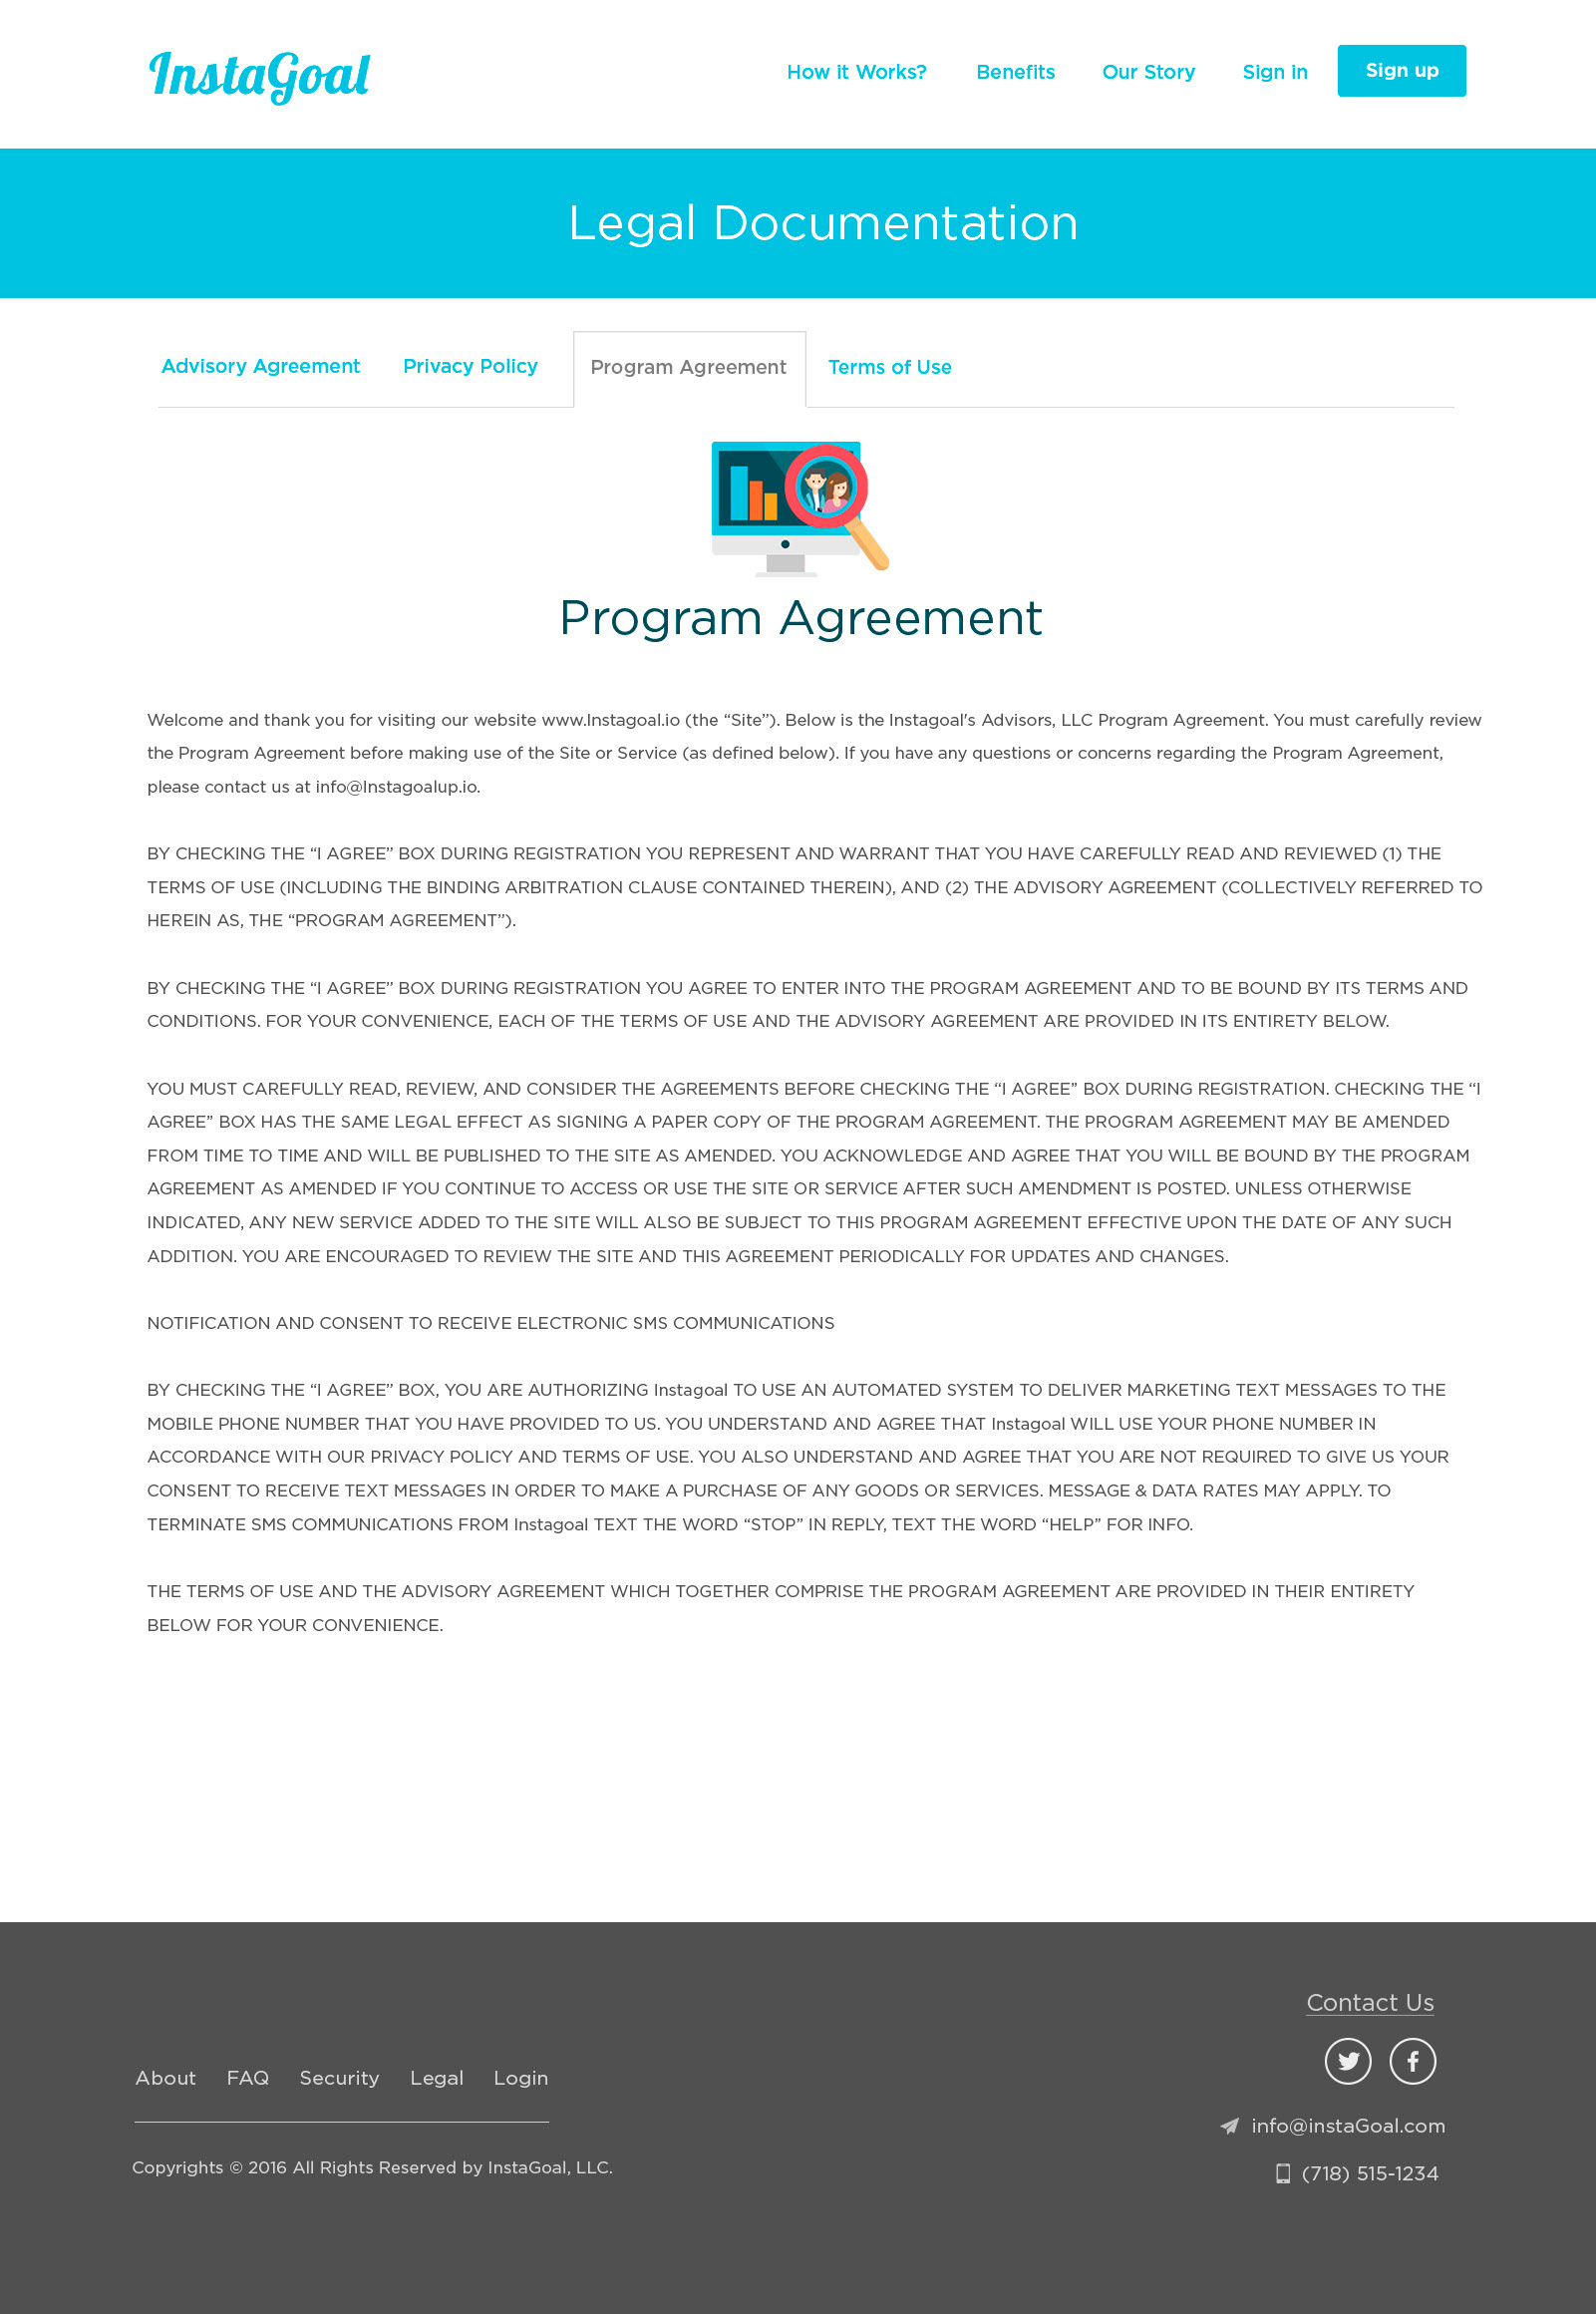 InstaGoal
How it Works?
Benefits
Our Story
Sign in
Sign up
Legal Documentation
Advisory Agreement
Privacy Policy
Program Agreement
Terms of Use
Program Agreement
Welcome and thank you for visiting our website www.Instagoal.io (the “Site”). Below is the Instagoal's Advisors, LLC Program Agreement. You must carefully review
the Program Agreement before making use of the Site or Service (as defined below). If you have any questions or concerns regarding the Program Agreement,
please contact us at info@Instagoalup.io.
BY CHECKING THE “I AGREE” BOX DURING REGISTRATION YOU REPRESENT AND WARRANT THAT YOU HAVE CAREFULLY READ AND REVIEWED (1) THE
TERMS OF USE (INCLUDING THE BINDING ARBITRATION CLAUSE CONTAINED THEREIN), AND (2) THE ADVISORY AGREEMENT (COLLECTIVELY REFERRED TO
HEREIN AS, THE “PROGRAM AGREEMENT”).
BY CHECKING THE “I AGREE” BOX DURING REGISTRATION YOU AGREE TO ENTER INTO THE PROGRAM AGREEMENT AND TO BE BOUND BY ITS TERMS AND
CONDITIONS. FOR YOUR CONVENIENCE, EACH OF THE TERMS OF USE AND THE ADVISORY AGREEMENT ARE PROVIDED IN ITS ENTIRETY BELOW.
YOU MUST CAREFULLY READ, REVIEW, AND CONSIDER THE AGREEMENTS BEFORE CHECKING THE “I AGREE” BOX DURING REGISTRATION. CHECKING THE “I
AGREE” BOX HAS THE SAME LEGAL EFFECT AS SIGNING A PAPER COPY OF THE PROGRAM AGREEMENT. THE PROGRAM AGREEMENT MAY BE AMENDED
FROM TIME TO TIME AND WILL BE PUBLISHED TO THE SITE AS AMENDED. YOU ACKNOWLEDGE AND AGREE THAT YOU WILL BE BOUND BY THE PROGRAM
AGREEMENT AS AMENDED IF YOU CONTINUE TO ACCESS OR USE THE SITE OR SERVICE AFTER SUCH AMENDMENT IS POSTED. UNLESS OTHERWISE
INDICATED, ANY NEW SERVICE ADDED TO THE SITE WILL ALSO BE SUBJECT TO THIS PROGRAM AGREEMENT EFFECTIVE UPON THE DATE OF ANY SUCH
ADDITION. YOU ARE ENCOURAGED TO REVIEW THE SITE AND THIS AGREEMENT PERIODICALLY FOR UPDATES AND CHANGES.
NOTIFICATION AND CONSENT TO RECEIVE ELECTRONIC SMS COMMUNICATIONS
BY CHECKING THE “I AGREE” BOX, YOU ARE AUTHORIZING Instagoal TO USE AN AUTOMATED SYSTEM TO DELIVER MARKETING TEXT MESSAGES TO THE
MOBILE PHONE NUMBER THAT YOU HAVE PROVIDED TO US. YOU UNDERSTAND AND AGREE THAT Instagoal WILL USE YOUR PHONE NUMBER IN
ACCORDANCE WITH OUR PRIVACY POLICY AND TERMS OF USE. YOU ALSO UNDERSTAND AND AGREE THAT YOU ARE NOT REQUIRED TO GIVE US YOUR
CONSENT TO RECEIVE TEXT MESSAGES IN ORDER TO MAKE A PURCHASE OF ANY GOODS OR SERVICES. MESSAGE & DATA RATES MAY APPLY. TO
TERMINATE SMS COMMUNICATIONS FROM Instagoal TEXT THE WORD “STOP” IN REPLY, TEXT THE WORD “HELP” FOR INFO.
THE TERMS OF USE AND THE ADVISORY AGREEMENT WHICH TOGETHER COMPRISE THE PROGRAM AGREEMENT ARE PROVIDED IN THEIR ENTIRETY
BELOW FOR YOUR CONVENIENCE.
About
FAQ
Security
Legal
Login
Copyrights © 2016 All Rights Reserved by InstaGoal, LLC.
Contact Us
info@instaGoal.com
(718) 515-1234